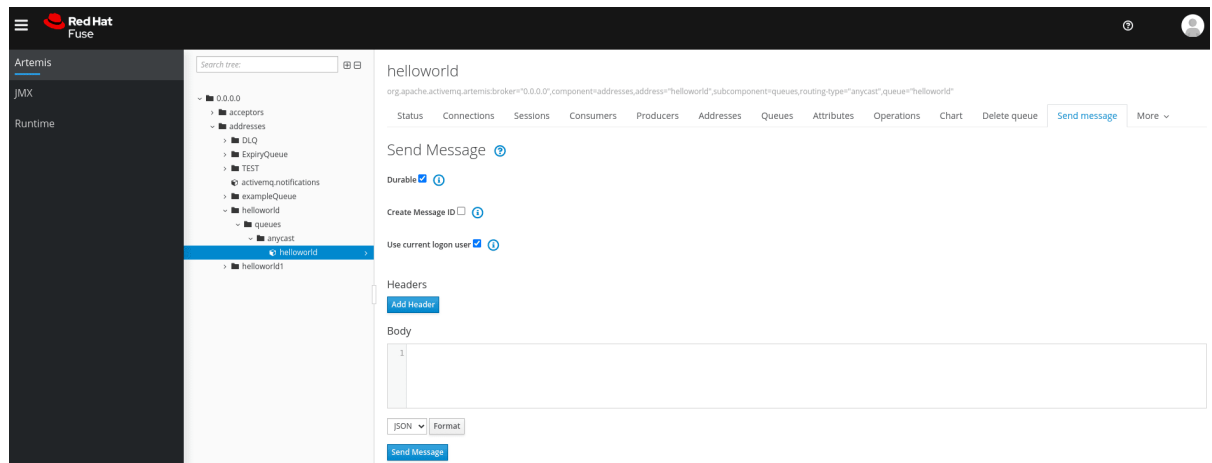 Red Hat
Fuse
Artemis
JMX
Runtime
Search tree:
0.0.0.0
acceptors
addresses
DLQ
ExpiryQueue
TEST
activemq.notifications
exampleQueue
helloworld
queues
anycast
helloworld
helloworld1
helloworld
org.apache.activemq.artemis:broker="0.0.0.0",component=addresses,address="helloworld",subcomponent=queues,routing-type="anycast",queue="helloworld"
Status Connections Sessions Consumers Producers Addresses Queues Attributes Operations Chart Delete queue Send message More
Send Message
Durable
Create Message ID
Use current logon user
Headers
Add Header
Body
1
JSON Format
Send Message